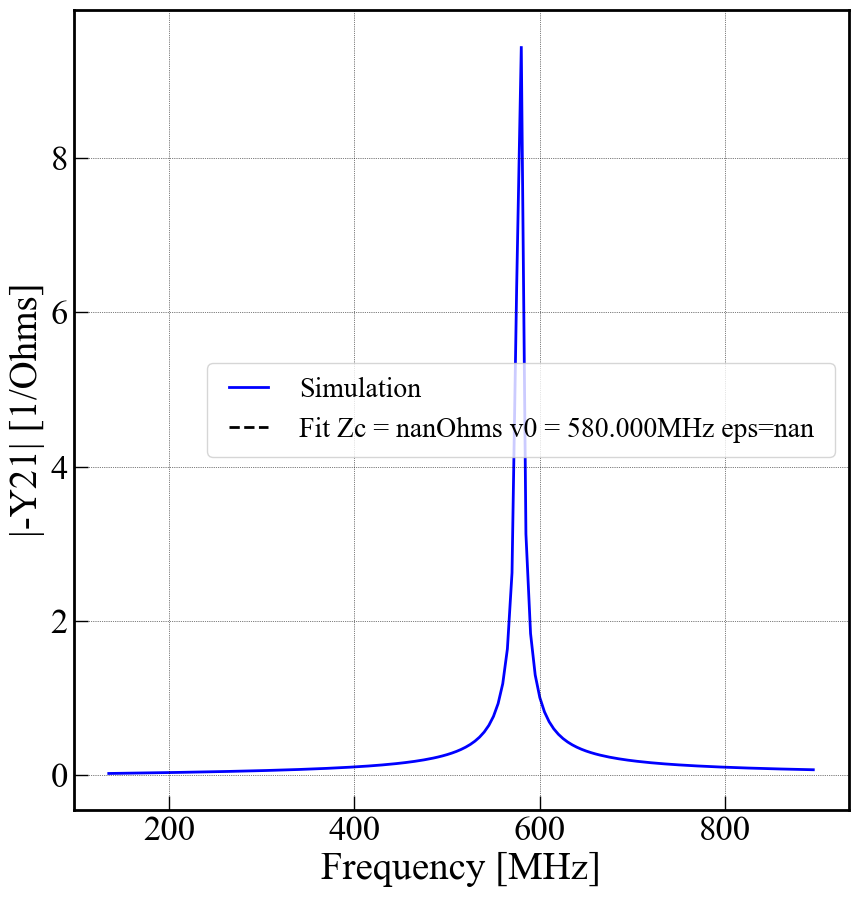 8
6
4
2
0
|-Y21| [1/Ohms]
Simulation
Fit Zc = nanOhms v0 = 580.000MHz eps=nan
200
400
600
800
Frequency [MHz]